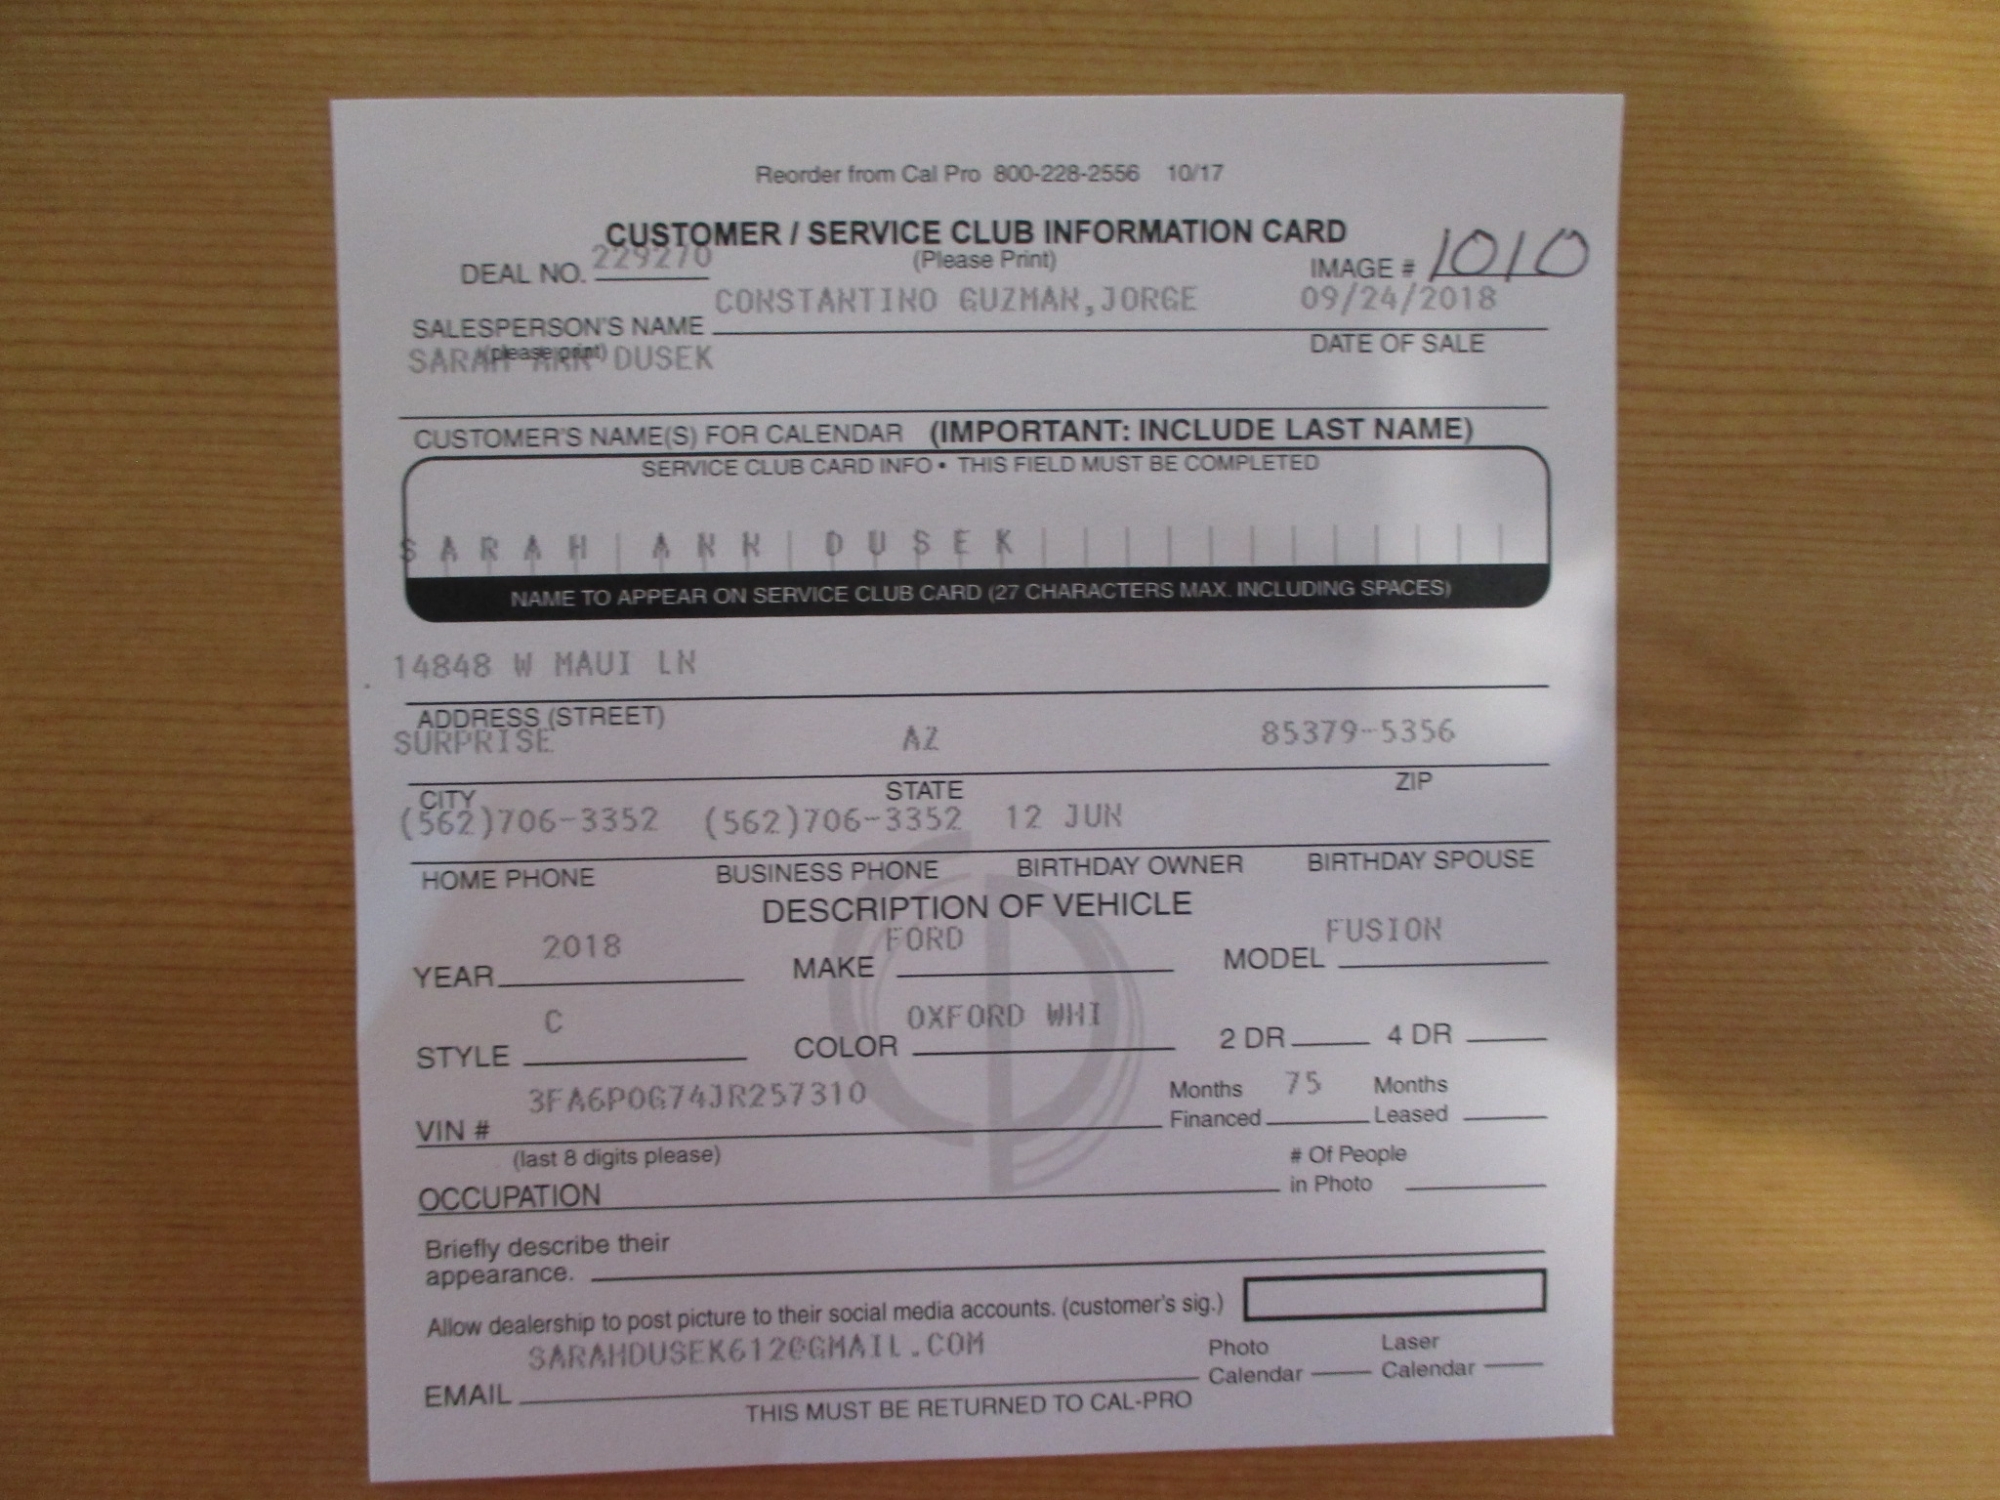 Reorder from Cal Pro 800-228-2556 10/17
CUSTOMER / SERVICE CLUB INFORMATION CARD
(Please Print)
DEAL NO. 229270
IMAGE # 1010
SALESPERSON'S NAME CONSTANTINO GUZMAN,JORGE 09/24/2018
(please print) DATE OF SALE
SARAH ANN DUSEK
CUSTOMER'S NAME(S) FOR CALENDAR (IMPORTANT: INCLUDE LAST NAME)
SERVICE CLUB CARD INFO • THIS FIELD MUST BE COMPLETED
SARAH ANN DUSEK
NAME TO APPEAR ON SERVICE CLUB CARD (27 CHARACTERS MAX. INCLUDING SPACES)
14848 W MAUI LN
ADDRESS (STREET)
SURPRISE AZ 85379-5356
CITY STATE ZIP
(562)706-3352 (562)706-3352 12 JUN
HOME PHONE BUSINESS PHONE BIRTHDAY OWNER BIRTHDAY SPOUSE
DESCRIPTION OF VEHICLE
YEAR 2018 MAKE FORD MODEL FUSION
STYLE C COLOR OXFORD WHI 2 DR 4 DR
VIN # 3FA6P0G74JR257310 Months Financed 75 Months Leased
(last 8 digits please)
OCCUPATION # Of People in Photo
Briefly describe their
appearance.
Allow dealership to post picture to their social media accounts. (customer's sig.)
EMAIL SARAHDUSEK612@GMAIL.COM Photo Calendar Laser Calendar
THIS MUST BE RETURNED TO CAL-PRO